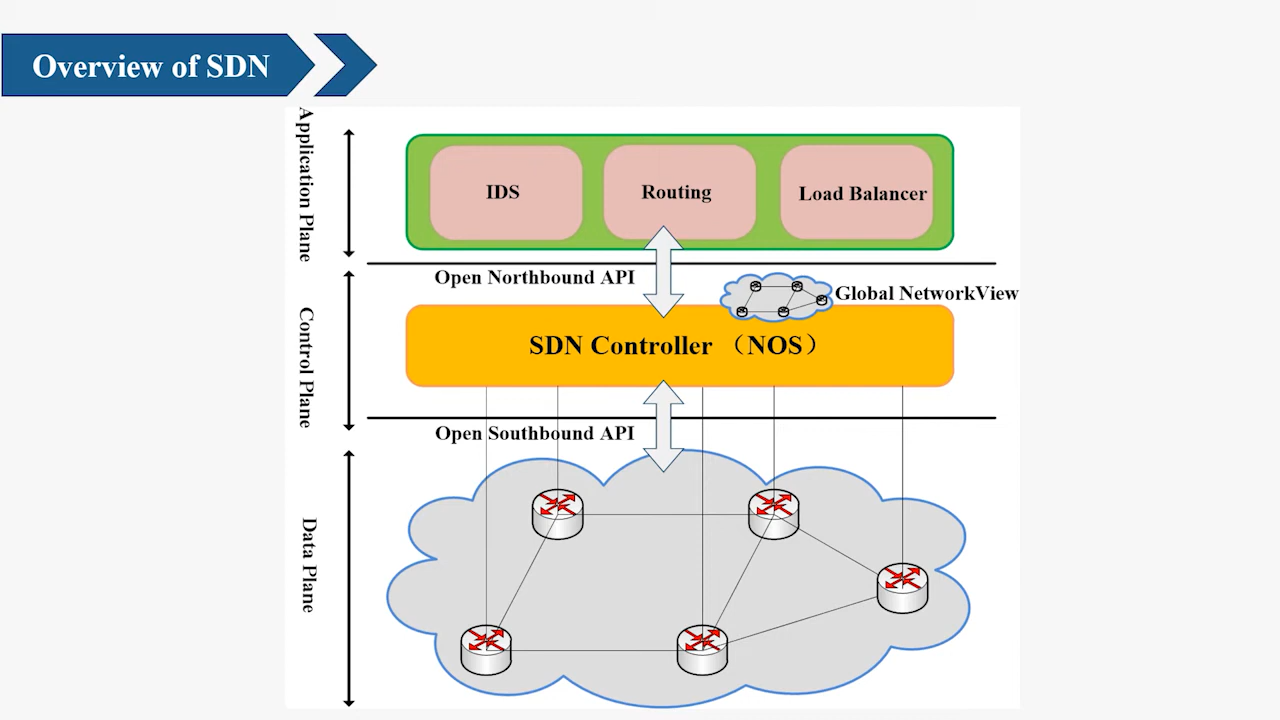 Overview of SDN
Application Plane
IDS
Routing
Load Balancer
Open Northbound API
Global NetworkView
Control Plane
SDN Controller （NOS）
Open Southbound API
Data Plane